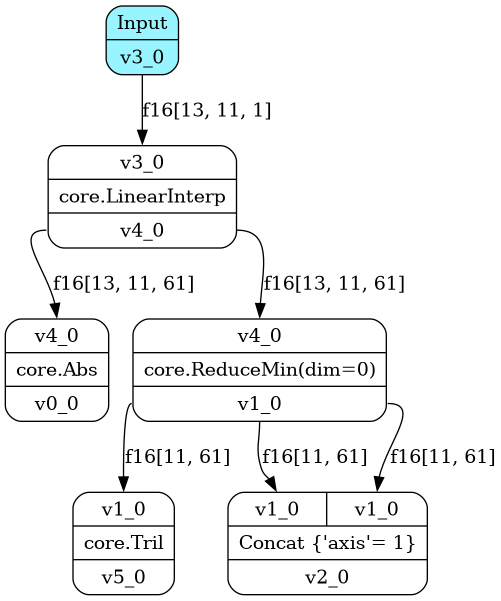 Input
v3_0
f16[13, 11, 1]
v3_0
core.LinearInterp
v4_0
f16[13, 11, 61]
f16[13, 11, 61]
v4_0
core.Abs
v0_0
v4_0
core.ReduceMin(dim=0)
v1_0
f16[11, 61]
f16[11, 61]
f16[11, 61]
v1_0
core.Tril
v5_0
v1_0
v1_0
Concat {'axis'= 1}
v2_0